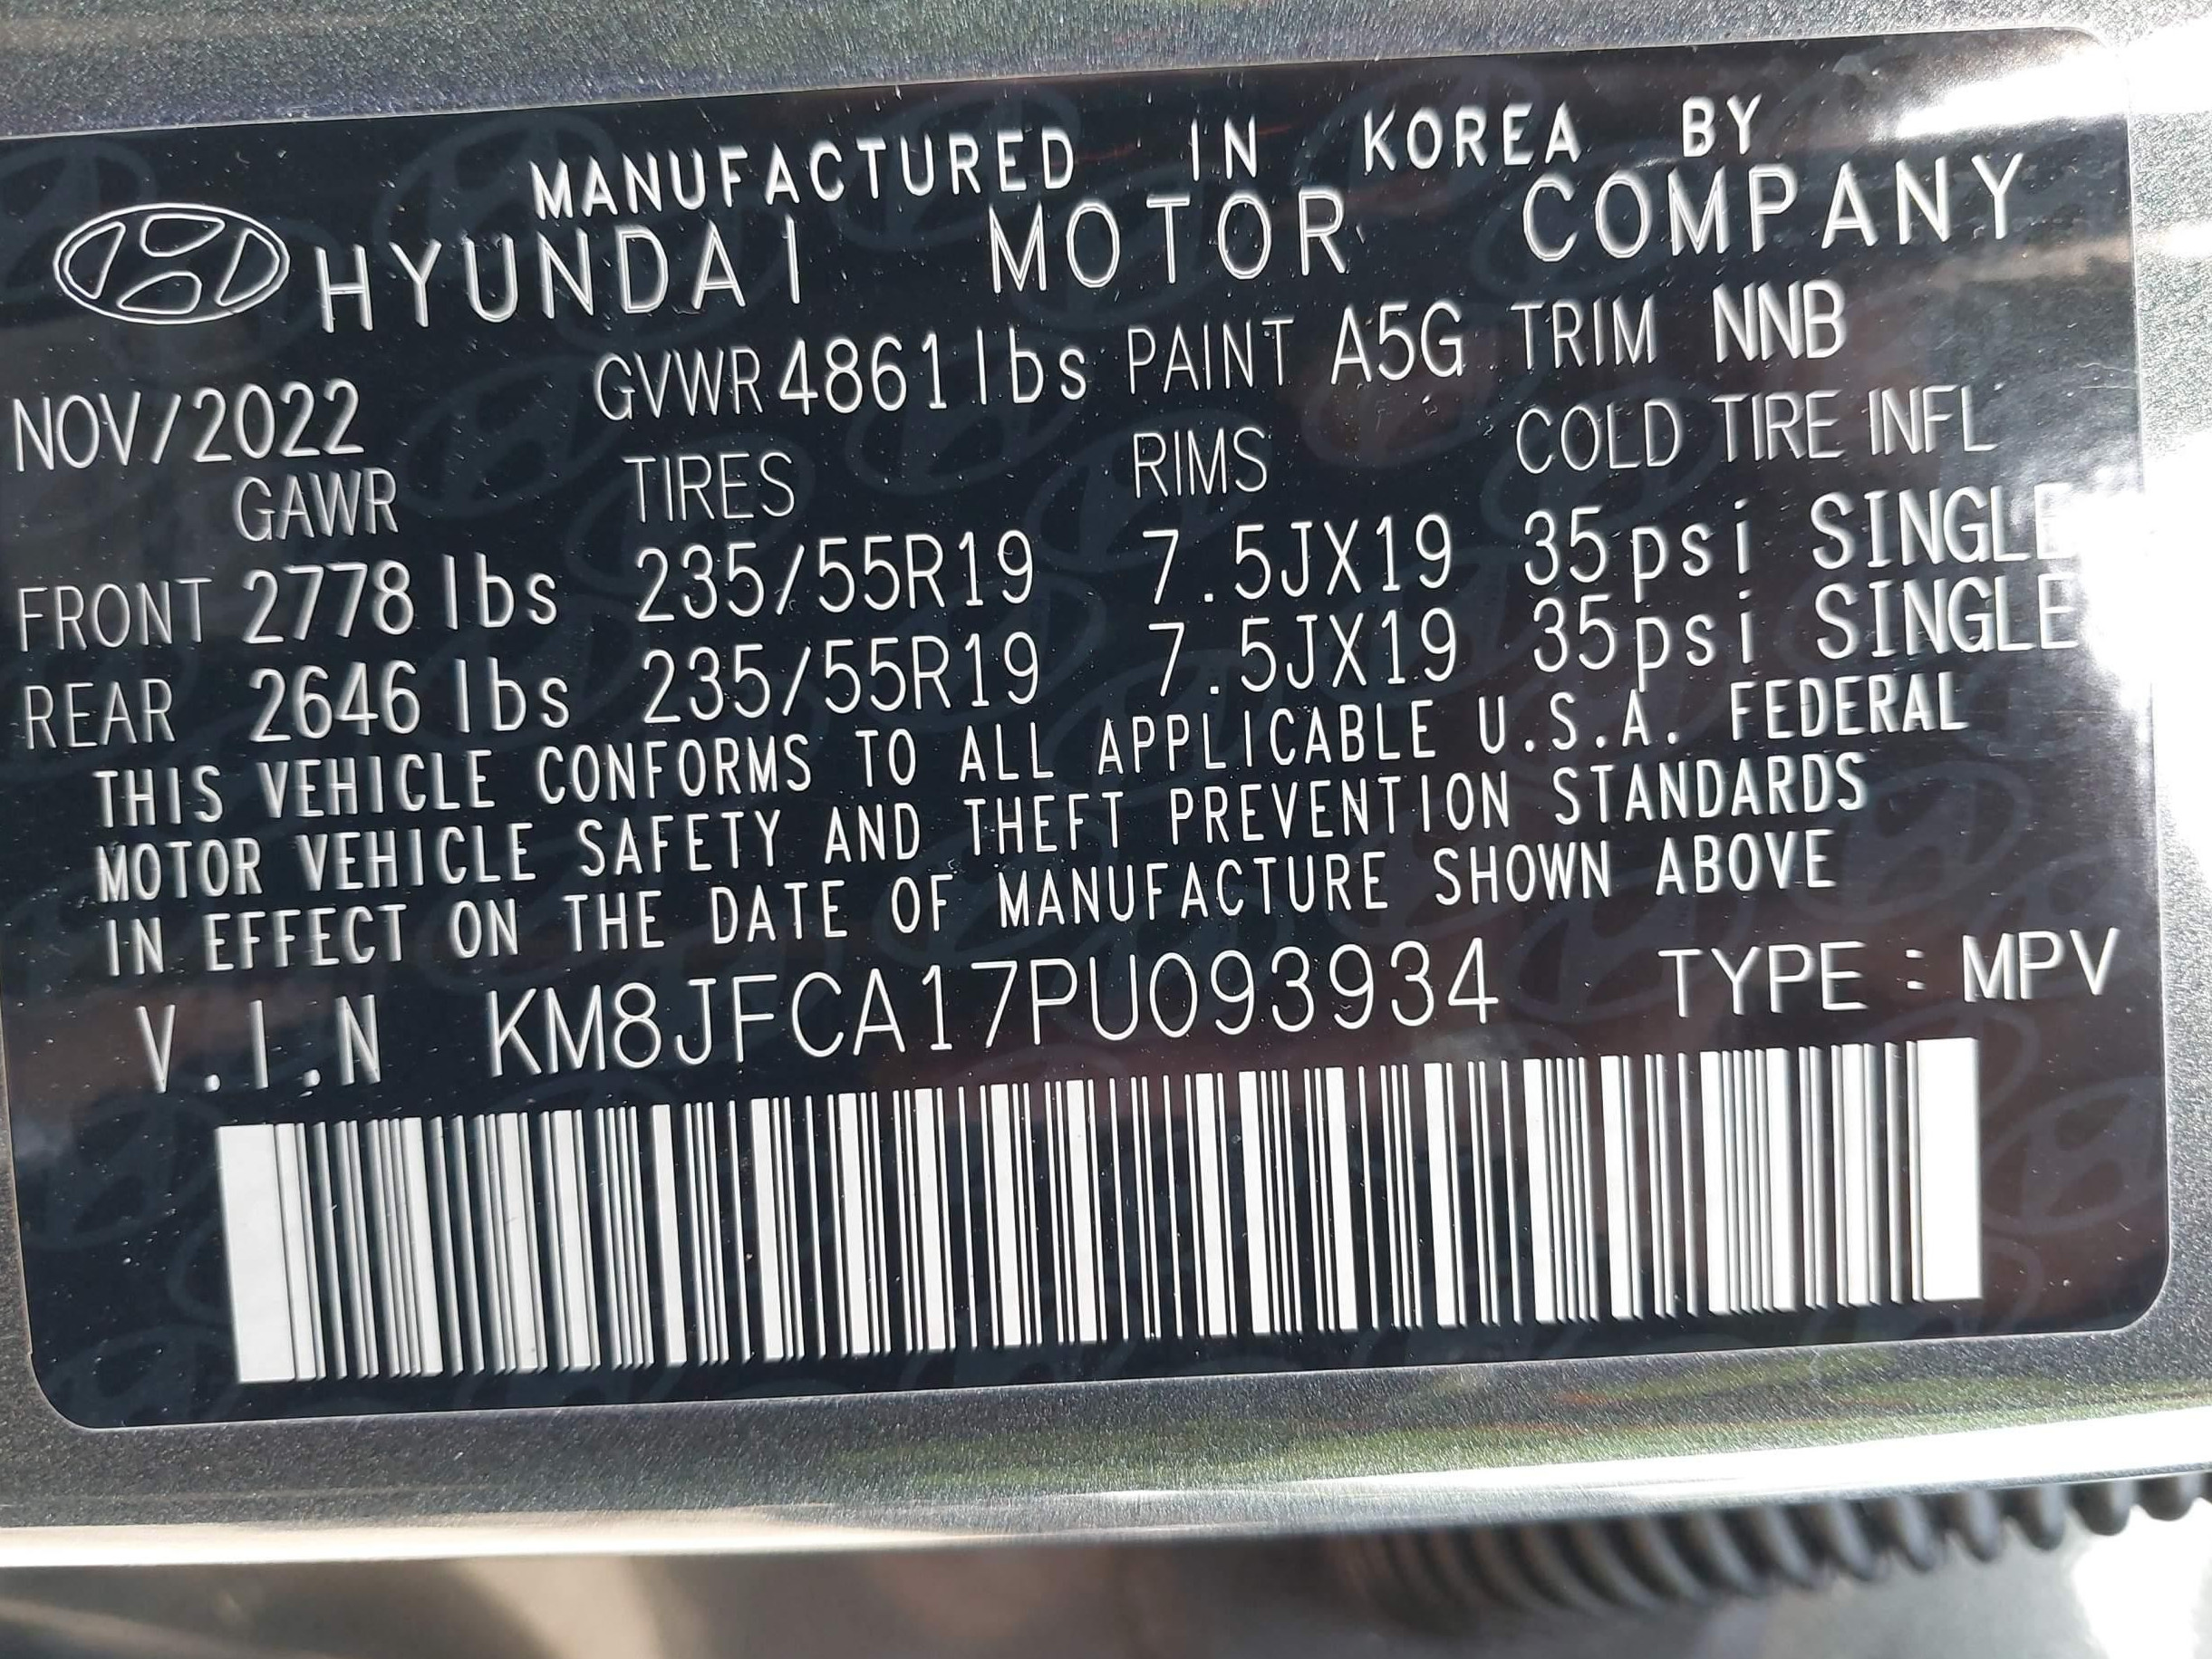 MANUFACTURED IN KOREA BY
HYUNDAI MOTOR COMPANY
NOV/2022 GVWR 4861 lbs PAINT A5G TRIM NNB
GAWR TIRES RIMS COLD TIRE INFL
FRONT 2778 lbs 235/55R19 7.5JX19 35psi SINGLE
REAR 2646 lbs 235/55R19 7.5JX19 35psi SINGLE
THIS VEHICLE CONFORMS TO ALL APPLICABLE U.S.A. FEDERAL
MOTOR VEHICLE SAFETY AND THEFT PREVENTION STANDARDS
IN EFFECT ON THE DATE OF MANUFACTURE SHOWN ABOVE
V.I.N KM8JFCA17PU093934 TYPE : MPV